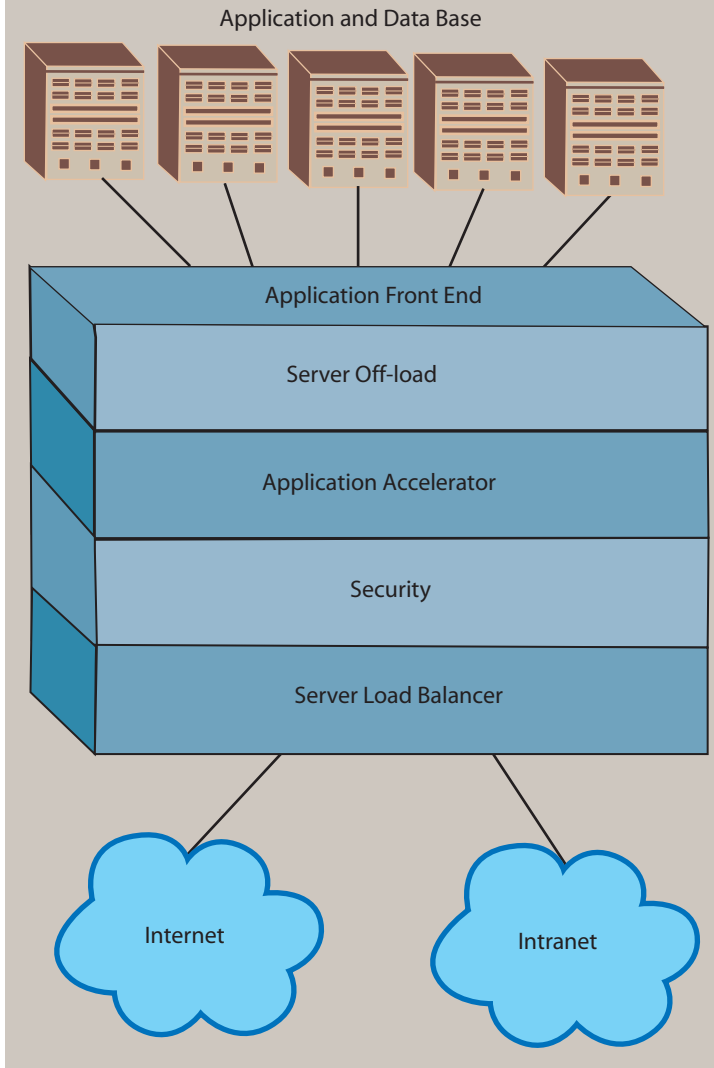 Application and Data Base
Application Front End
Server Off-load
Application Accelerator
Security
Server Load Balancer
Internet
Intranet